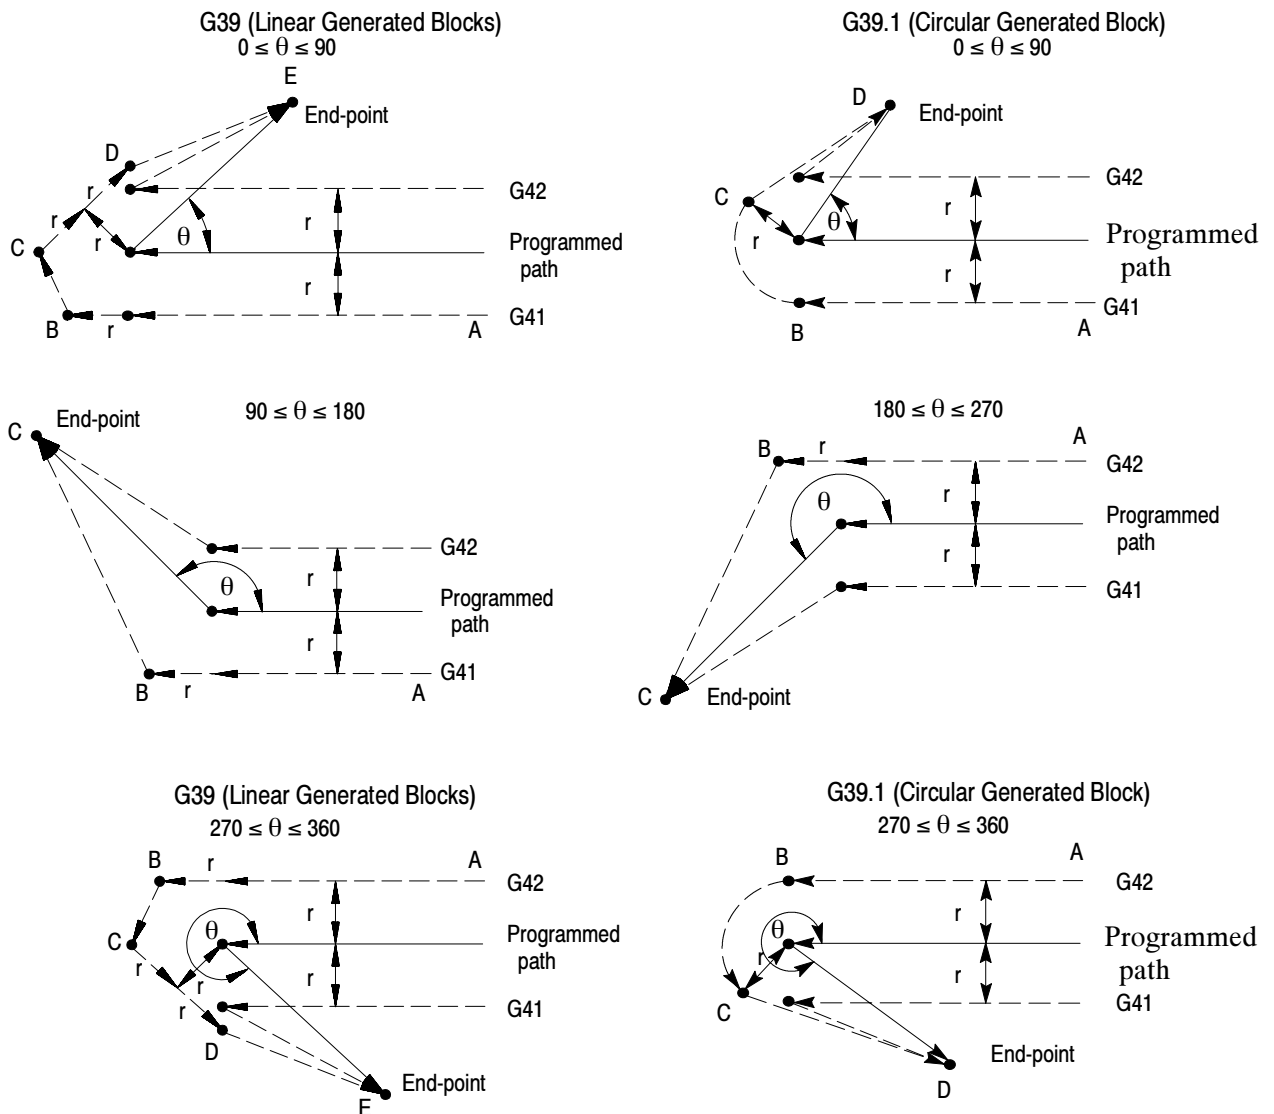 G39 (Linear Generated Blocks)
0 ≤ θ ≤ 90
E
End-point
D
r
G42
r
r
θ
r
C
Programmed
path
r
B
r
A
G41
G39.1 (Circular Generated Block)
0 ≤ θ ≤ 90
D
End-point
G42
C
r
θ
r
Programmed
path
r
G41
B
A
90 ≤ θ ≤ 180
End-point
C
G42
θ
r
Programmed
path
r
G41
B
r
A
180 ≤ θ ≤ 270
A
B
r
G42
r
θ
Programmed
path
r
G41
C
End-point
G39 (Linear Generated Blocks)
270 ≤ θ ≤ 360
B
r
A
G42
r
θ
C
Programmed
path
r
r
r
r
G41
D
End-point
E
G39.1 (Circular Generated Block)
270 ≤ θ ≤ 360
B
A
G42
r
θ
Programmed
path
r
r
C
G41
End-point
D